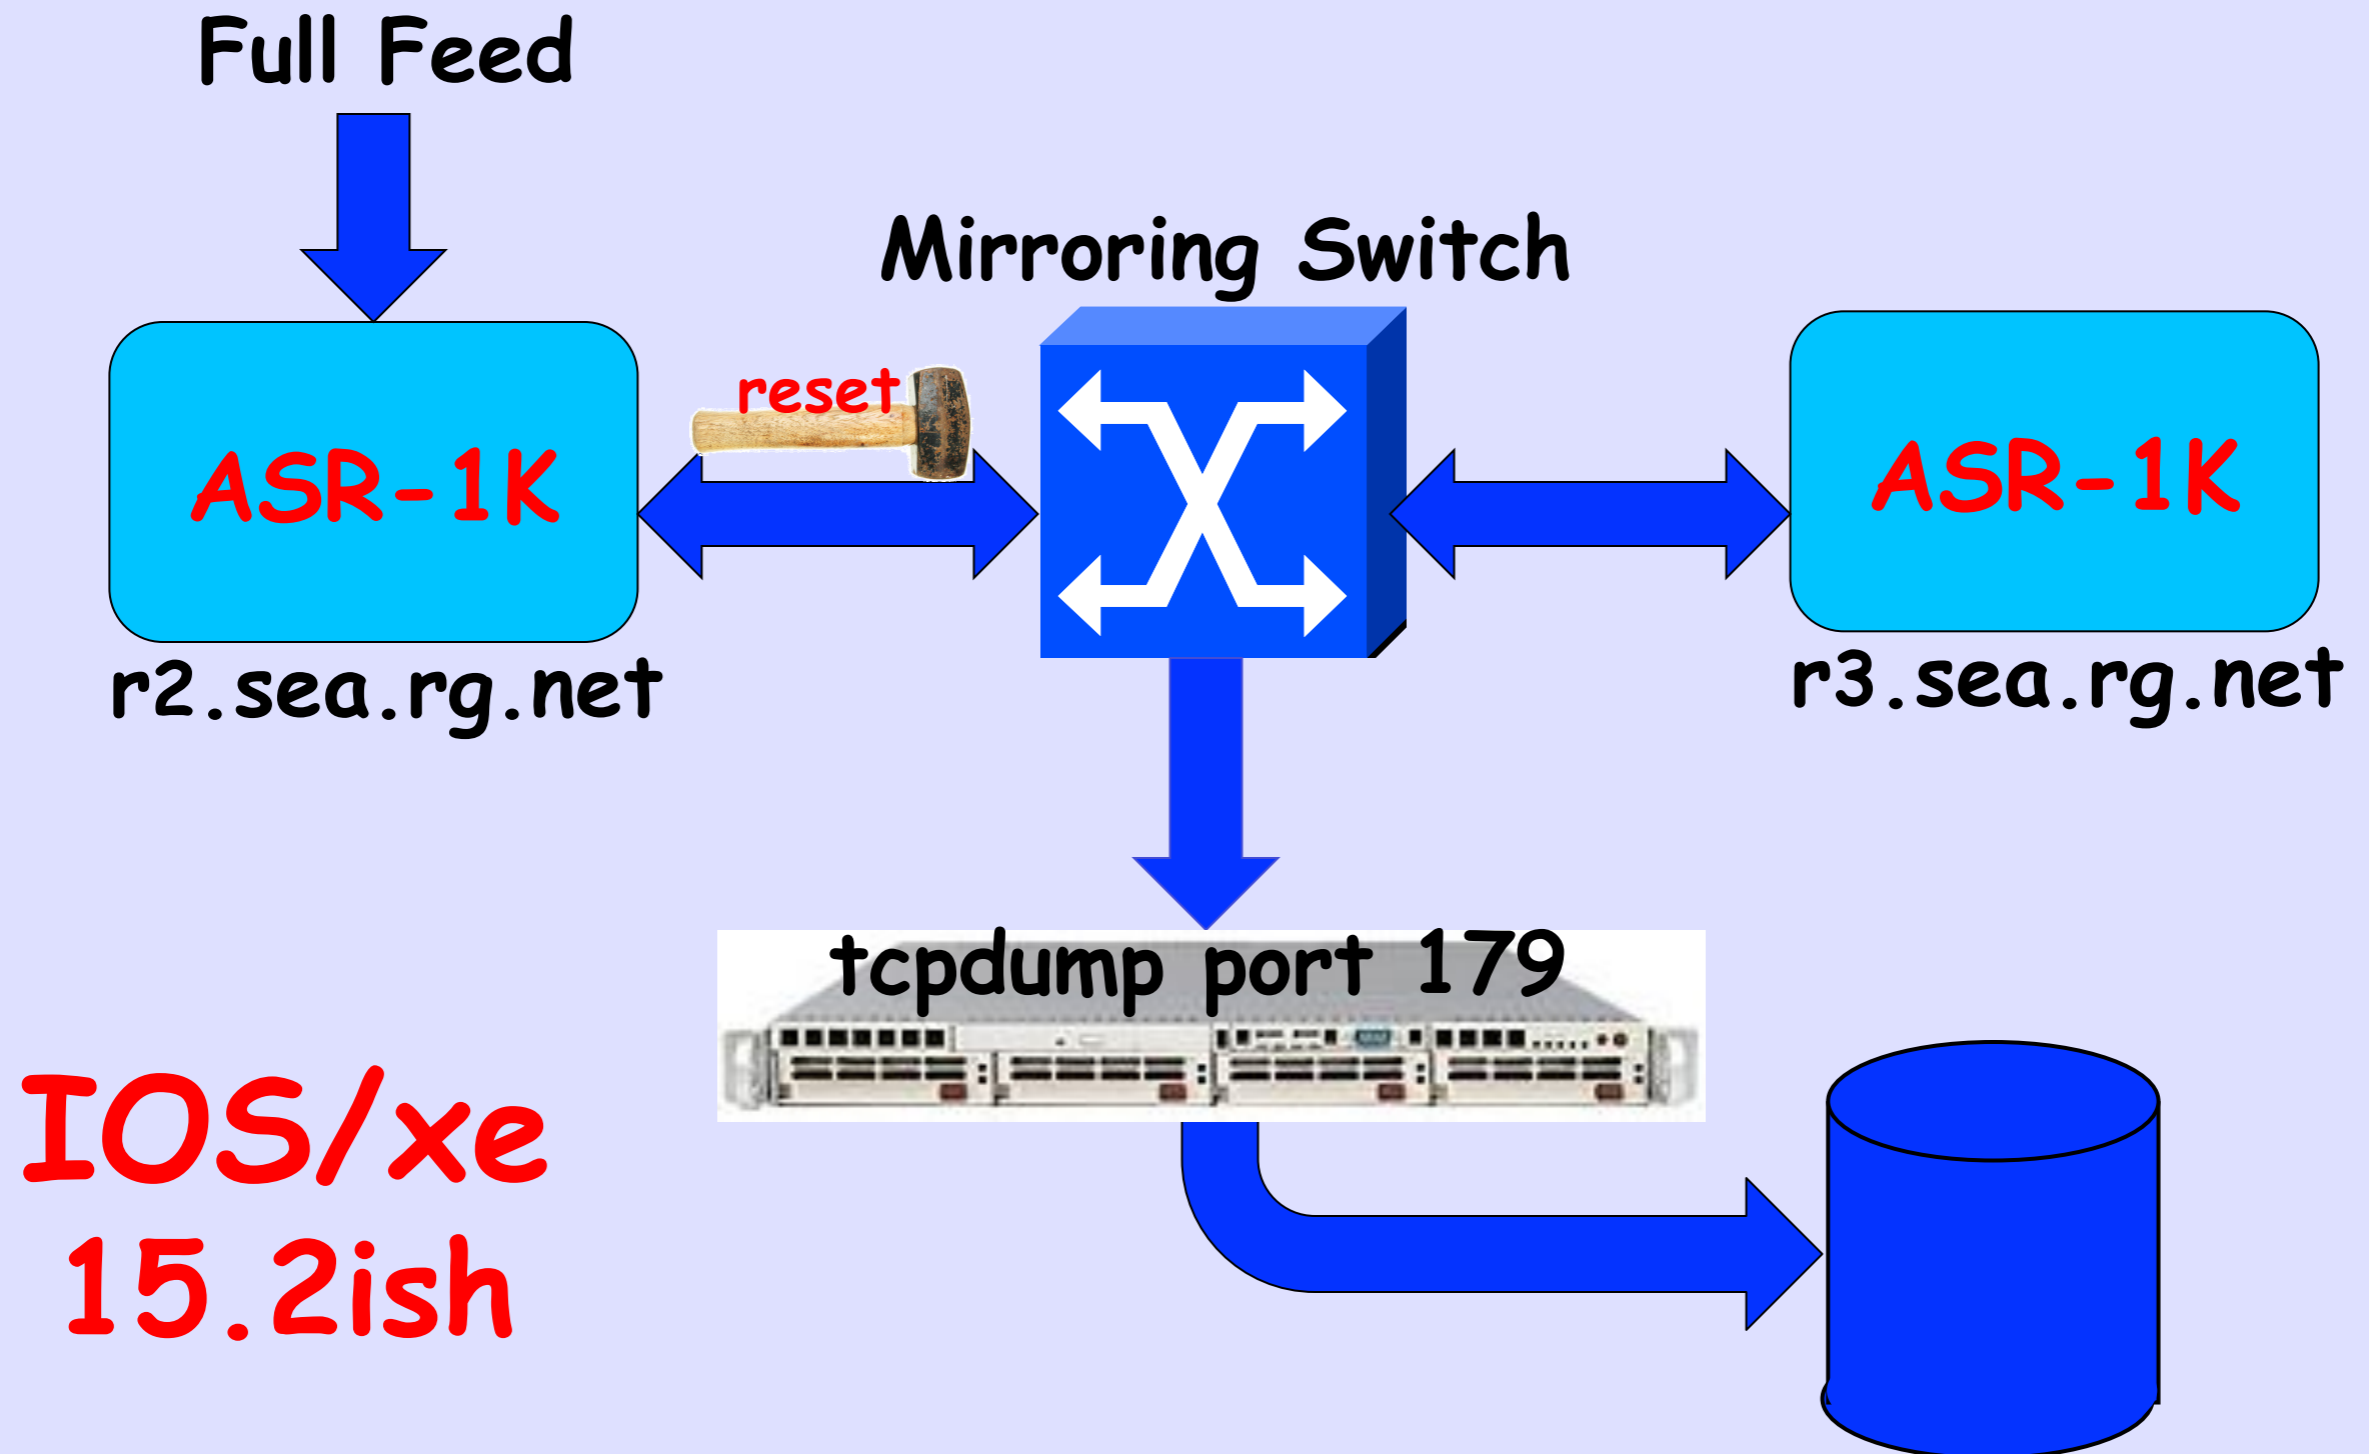 Full Feed
Mirroring Switch
reset
ASR-1K
ASR-1K
r2.sea.rg.net
r3.sea.rg.net
tcpdump port 179
IOS/xe
15.2ish